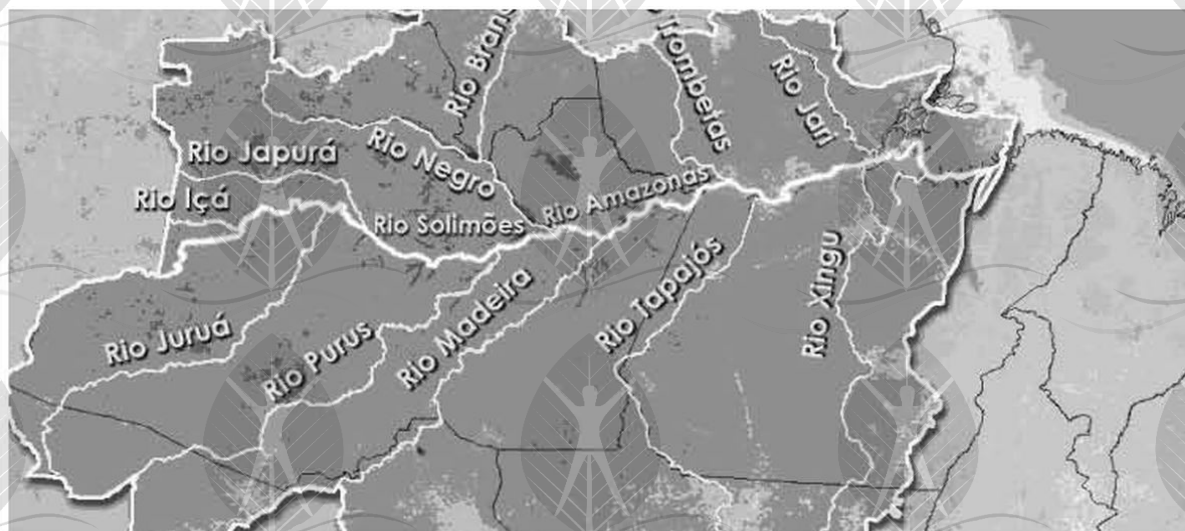 Rio Branc
Trombetas
Rio Jari
Rio Japurá
Rio Negro
Rio Içá
Rio Solimões
Rio Amazonas
Rio Juruá
Rio Purus
Rio Madeira
Rio Tapajós
Rio Xingu